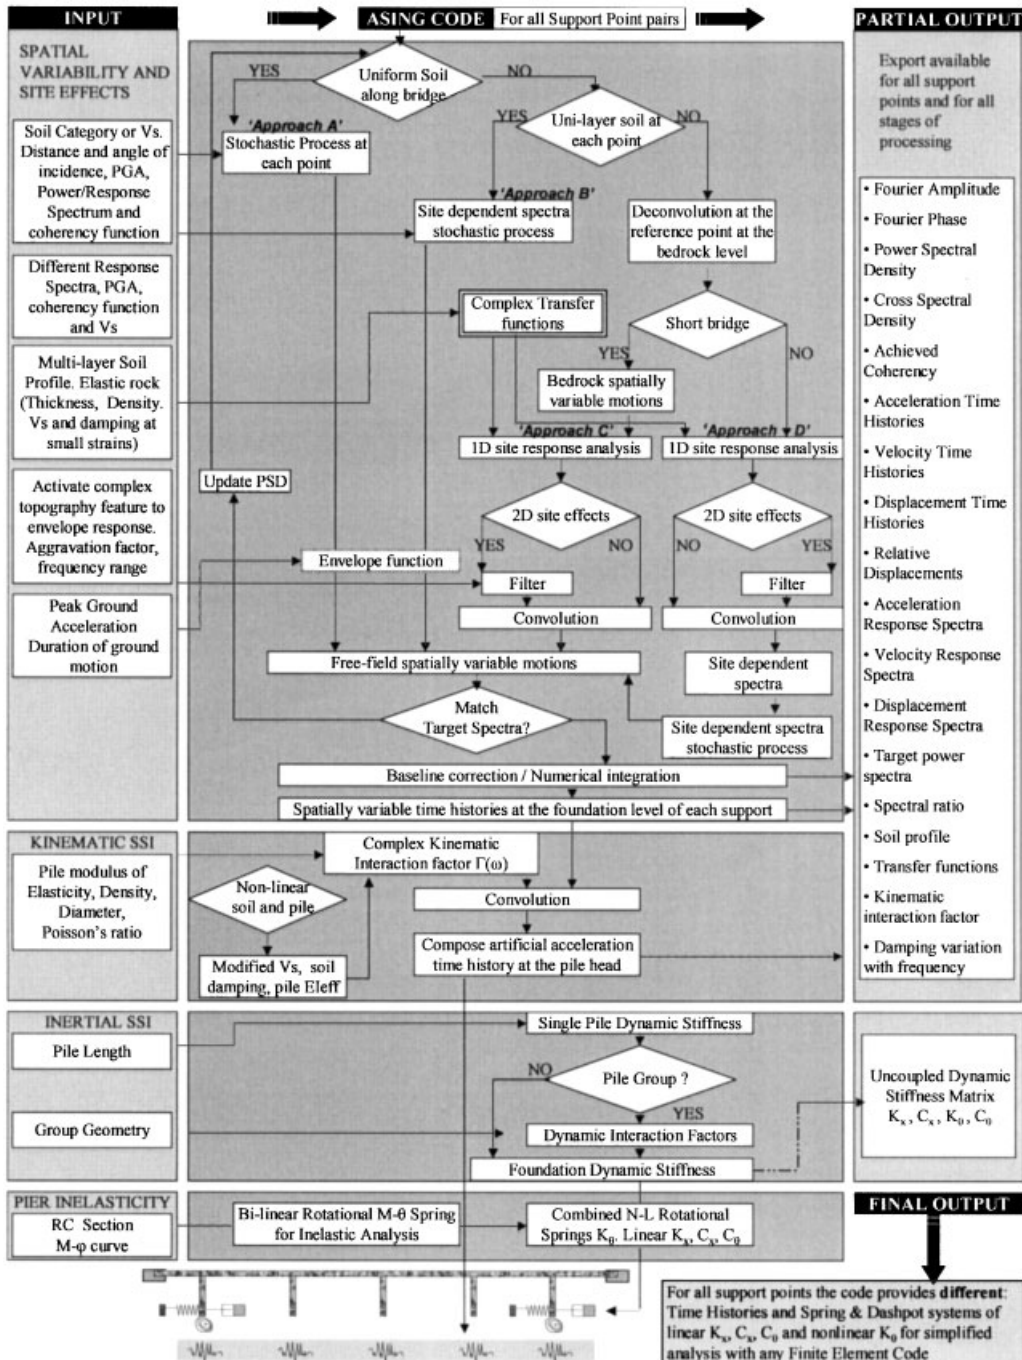 INPUT
ASING CODE
For all Support Point pairs
PARTIAL OUTPUT
SPATIAL
VARIABILITY AND
SITE EFFECTS
Soil Category or Vs.
Distance and angle of
incidence, PGA,
Power/Response
Spectrum and
coherency function
Different Response
Spectra, PGA,
coherency function
and Vs
Multi-layer Soil
Profile. Elastic rock
(Thickness, Density.
Vs and damping at
small strains)
Activate complex
topography feature to
envelope response.
Aggravation factor,
frequency range
Peak Ground
Acceleration
Duration of ground
motion
YES
Uniform Soil
along bridge
NO
'Approach A'
Stochastic Process at
each point
YES
Uni-layer soil at
each point
NO
'Approach B'
Site dependent spectra
stochastic process
Deconvolution at the
reference point at the
bedrock level
Complex Transfer
functions
Short bridge
YES
NO
Bedrock spatially
variable motions
'Approach C'
1D site response analysis
'Approach D'
1D site response analysis
Update PSD
2D site effects
YES
NO
2D site effects
NO
YES
Envelope function
Filter
Filter
Convolution
Convolution
Free-field spatially variable motions
Site dependent
spectra
Match
Target Spectra?
Site dependent spectra
stochastic process
Baseline correction / Numerical integration
Spatially variable time histories at the foundation level of each support
Export available
for all support
points and for all
stages of
processing
• Fourier Amplitude
• Fourier Phase
• Power Spectral
Density
• Cross Spectral
Density
• Achieved
Coherency
• Acceleration Time
Histories
• Velocity Time
Histories
• Displacement Time
Histories
• Relative
Displacements
• Acceleration
Response Spectra
• Velocity Response
Spectra
• Displacement
Response Spectra
• Target power
spectra
• Spectral ratio
• Soil profile
• Transfer functions
• Kinematic
interaction factor
• Damping variation
with frequency
KINEMATIC SSI
Pile modulus of
Elasticity, Density,
Diameter,
Poisson's ratio
Complex Kinematic
Interaction factor Γ(ω)
Non-linear
soil and pile
Convolution
Modified Vs, soil
damping, pile EIeff
Compose artificial acceleration
time history at the pile head
INERTIAL SSI
Pile Length
Group Geometry
Single Pile Dynamic Stiffness
NO
Pile Group ?
YES
Dynamic Interaction Factors
Foundation Dynamic Stiffness
Uncoupled Dynamic
Stiffness Matrix
Kx , Cx , Kθ , Cθ
PIER INELASTICITY
RC Section
M-φ curve
Bi-linear Rotational M-θ Spring
for Inelastic Analysis
Combined N-L Rotational
Springs Kθ. Linear Kx, Cx, Cθ
FINAL OUTPUT
For all support points the code provides different:
Time Histories and Spring & Dashpot systems of
linear Kx, Cx, Cθ and nonlinear Kθ for simplified
analysis with any Finite Element Code